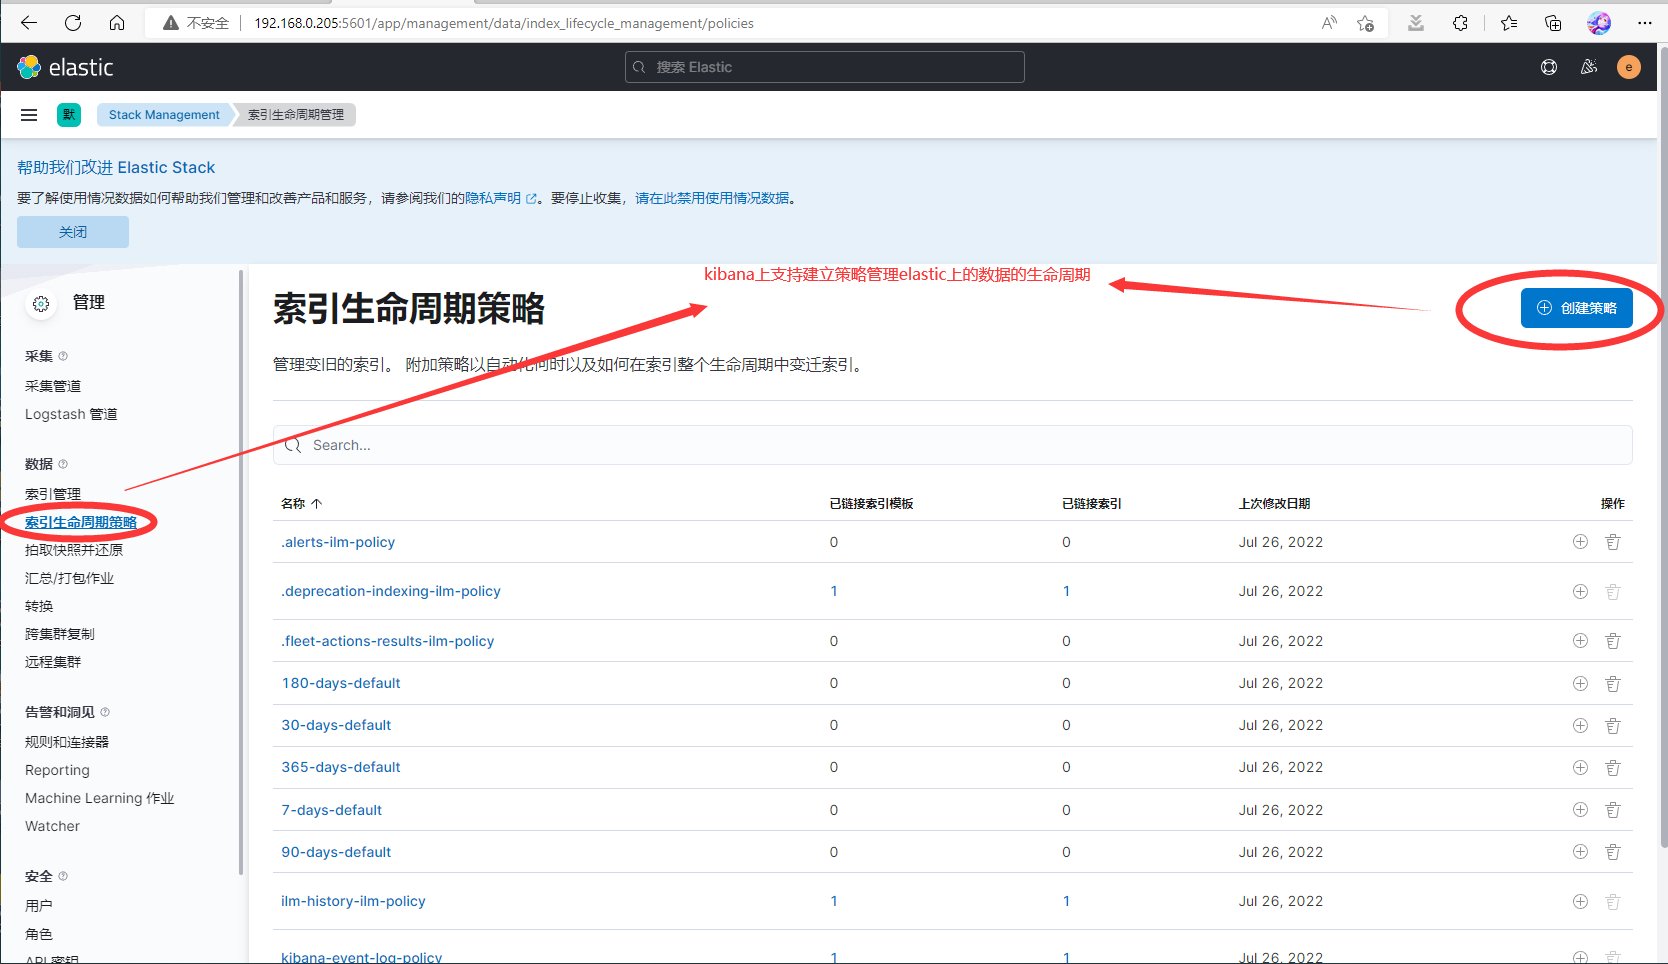 不安全 192.168.0.205:5601/app/management/data/index_lifecycle_management/policies
elastic
搜索 Elastic
e
默 Stack Management 索引生命周期管理
帮助我们改进 Elastic Stack
要了解使用情况数据如何帮助我们管理和改善产品和服务，请参阅我们的隐私声明。要停止收集，请在此禁用使用情况数据。
关闭
管理
采集
采集管道
Logstash 管道
数据
索引管理
索引生命周期策略
拍取快照并还原
汇总/打包作业
转换
跨集群复制
远程集群
告警和洞见
规则和连接器
Reporting
Machine Learning 作业
Watcher
安全
用户
角色
API 密钥
kibana上支持建立策略管理elastic上的数据的生命周期
索引生命周期策略
创建策略
管理变旧的索引。 附加策略以自动化何时以及如何在索引整个生命周期中变迁索引。
Search...
名称 已链接索引模板 已链接索引 上次修改日期 操作
.alerts-ilm-policy 0 0 Jul 26, 2022
.deprecation-indexing-ilm-policy 1 1 Jul 26, 2022
.fleet-actions-results-ilm-policy 0 0 Jul 26, 2022
180-days-default 0 0 Jul 26, 2022
30-days-default 0 0 Jul 26, 2022
365-days-default 0 0 Jul 26, 2022
7-days-default 0 0 Jul 26, 2022
90-days-default 0 0 Jul 26, 2022
ilm-history-ilm-policy 1 1 Jul 26, 2022
kibana-event-log-policy 1 1 Jul 26, 2022